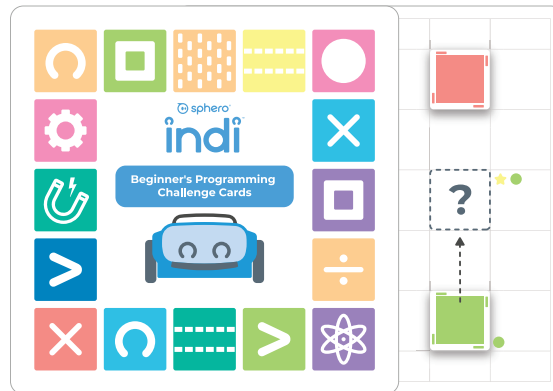 sphero
indi
Beginner's Programming
Challenge Cards
?